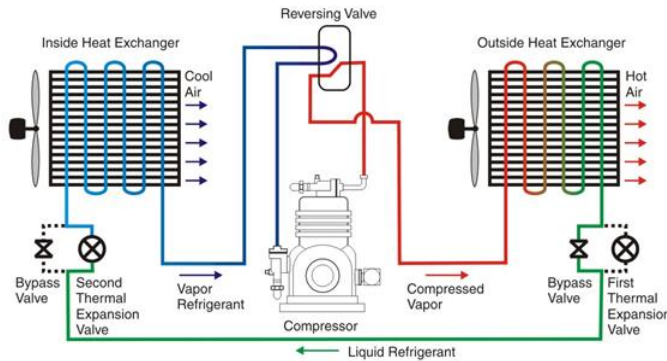 Reversing Valve
Inside Heat Exchanger
Outside Heat Exchanger
Cool
Air
Hot
Air
Bypass
Valve
Second
Thermal
Expansion
Valve
Vapor
Refrigerant
Compressor
Compressed
Vapor
Bypass
Valve
First
Thermal
Expansion
Valve
Liquid Refrigerant